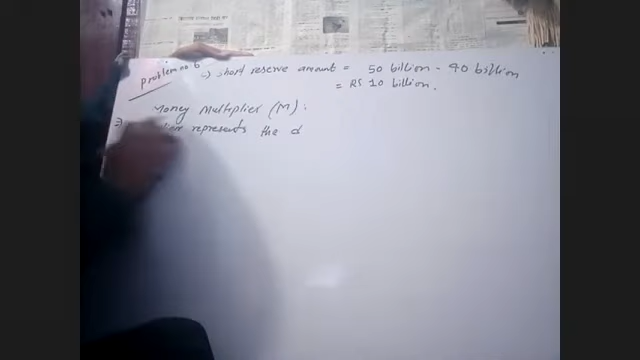 Problem no 6
c) short reserve amount = 50 billion - 40 billion
= RS 10 billion.
Money Multiplier (M):
represents the d